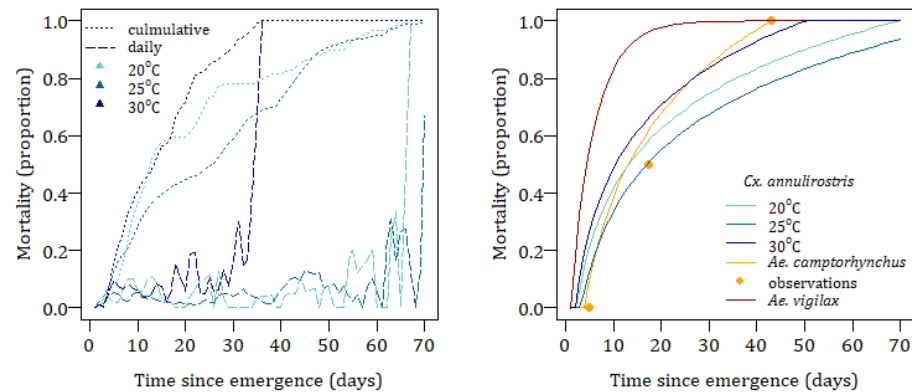 culmulative
daily
20°C
25°C
30°C
Mortality (proportion)
1.0
0.8
0.6
0.4
0.2
0.0
0 10 20 30 40 50 60 70
Time since emergence (days)
Mortality (proportion)
1.0
0.8
0.6
0.4
0.2
0.0
Cx. annulirostris
20°C
25°C
30°C
Ae. camptorhynchus
observations
Ae. vigilax
0 10 20 30 40 50 60 70
Time since emergence (days)